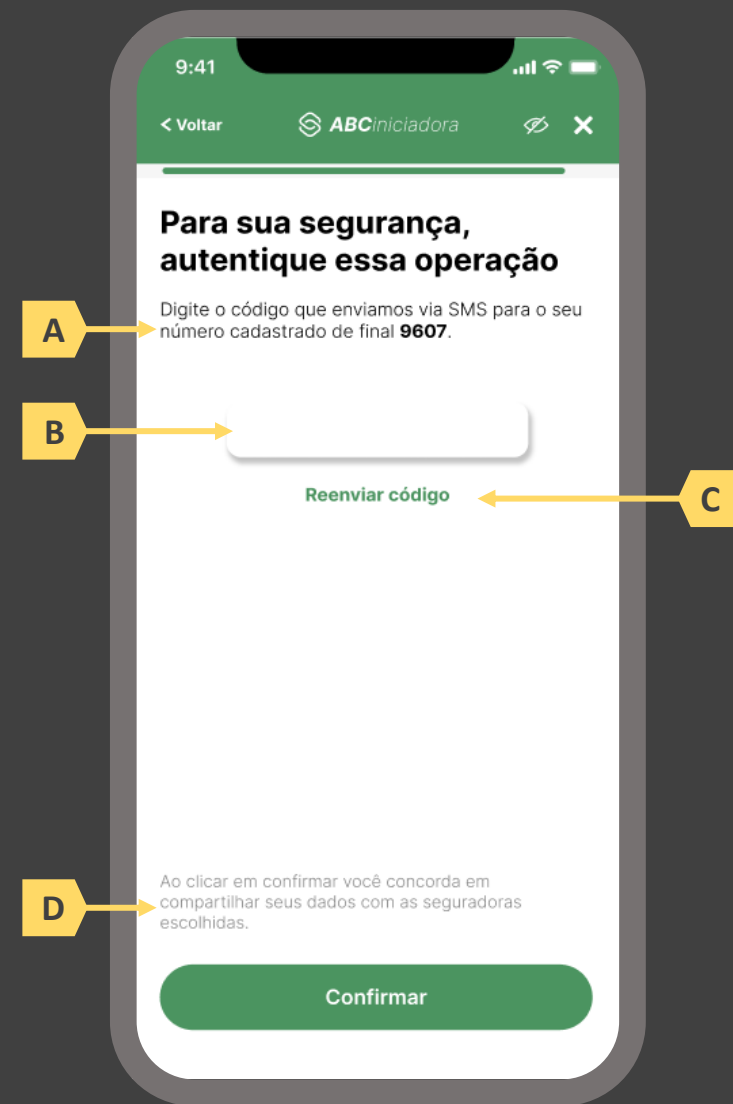 9:41
< Voltar
ABCiniciadora
Para sua segurança,
autentique essa operação
Digite o código que enviamos via SMS para o seu
número cadastrado de final 9607.
A
B
Reenviar código
C
Ao clicar em confirmar você concorda em
compartilhar seus dados com as seguradoras
escolhidas.
D
Confirmar